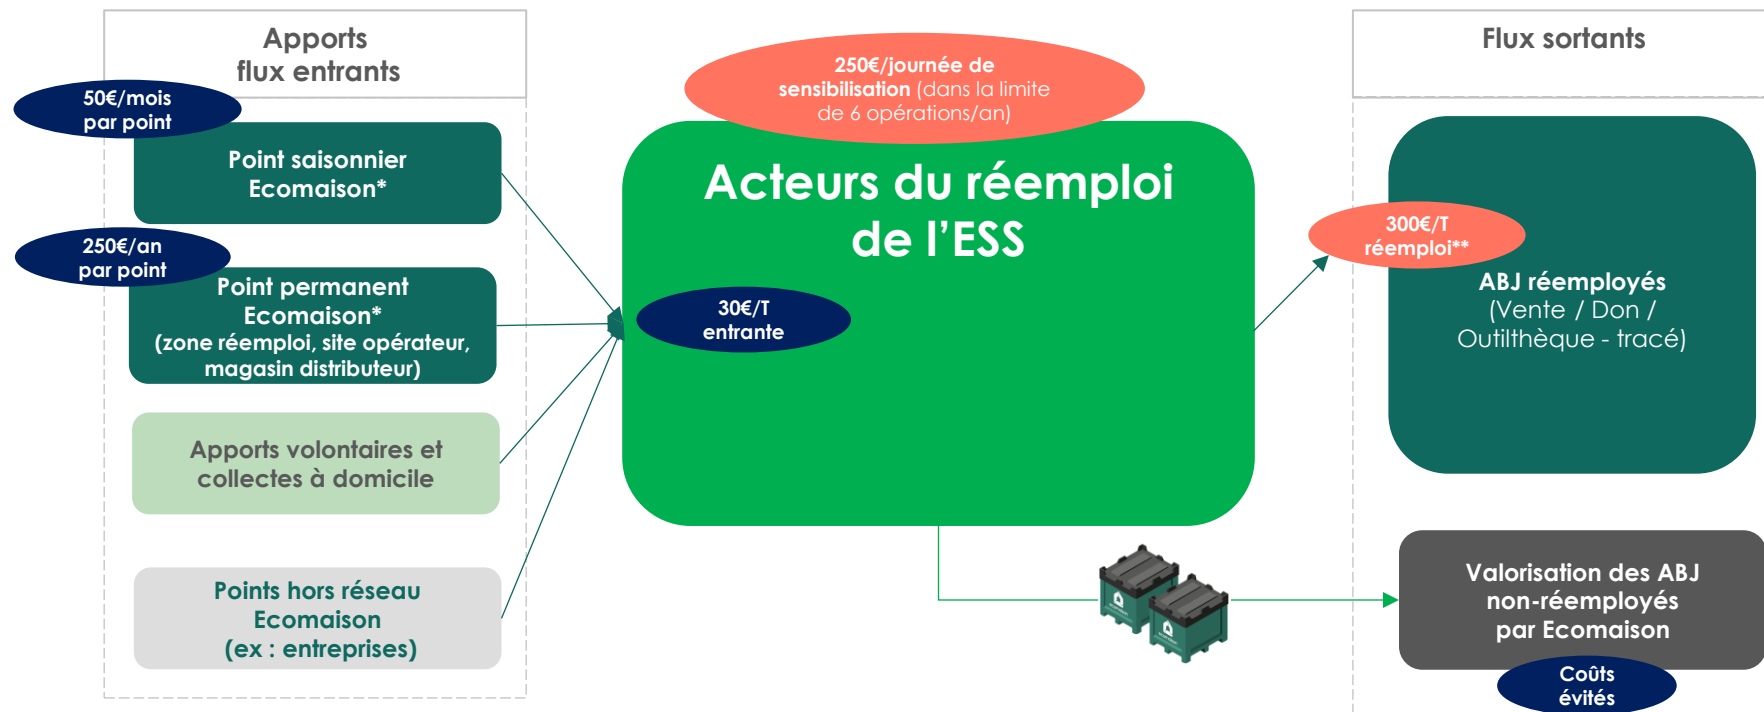 Apports
flux entrants
50€/mois
par point
Point saisonnier
Ecomaison*
250€/an
par point
Point permanent
Ecomaison*
(zone réemploi, site opérateur,
magasin distributeur)
Apports volontaires et
collectes à domicile
Points hors réseau
Ecomaison
(ex : entreprises)
250€/journée de
sensibilisation (dans la limite
de 6 opérations/an)
Acteurs du réemploi
de l'ESS
30€/T
entrante
Flux sortants
300€/T
réemploi**
ABJ réemployés
(Vente / Don /
Outilthèque - tracé)
ecomaison
ecomaison
Valorisation des ABJ
non-réemployés
par Ecomaison
Coûts
évités